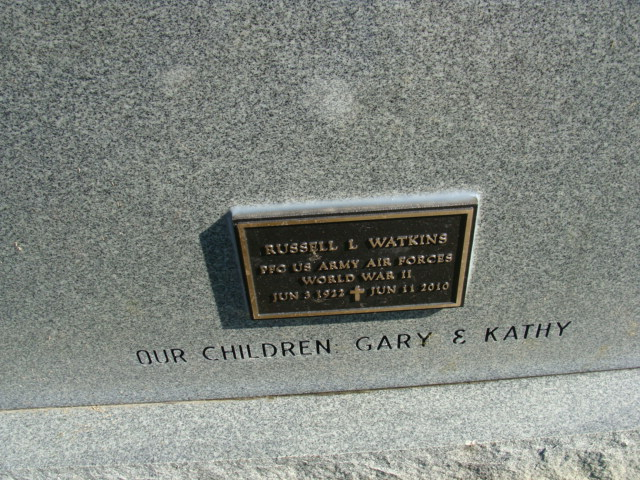 RUSSELL L WATKINS
PFC US ARMY AIR FORCES
WORLD WAR II
JUN 3 1922 ✝ JUN 11 2010
OUR CHILDREN: GARY & KATHY